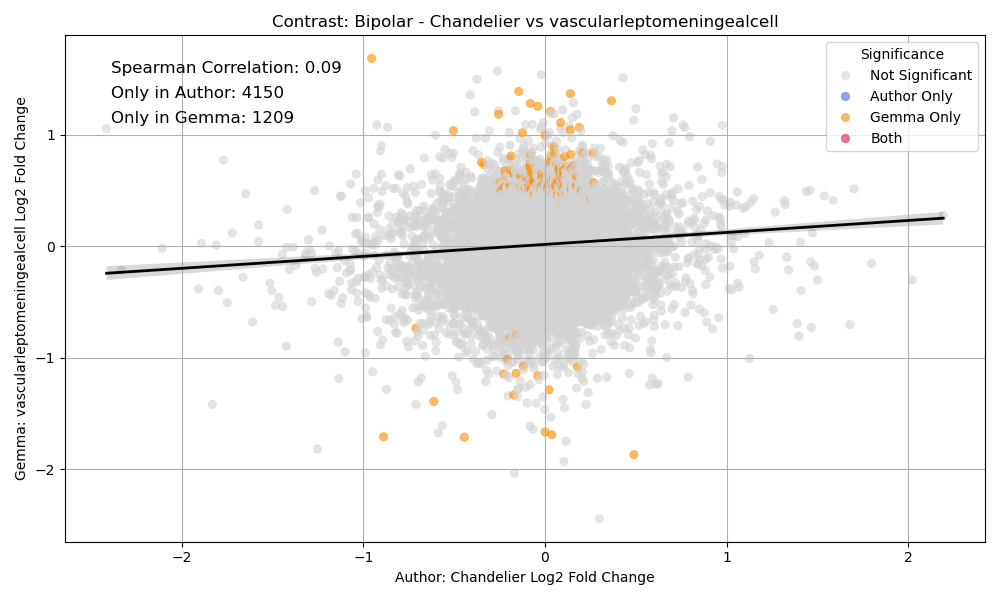 Contrast: Bipolar - Chandelier vs vascularleptomeningealcell
Spearman Correlation: 0.09
Only in Author: 4150
Only in Gemma: 1209
Significance
Not Significant
Author Only
Gemma Only
Both
Gemma: vascularleptomeningealcell Log2 Fold Change
1
0
−1
−2
−2
−1
0
1
2
Author: Chandelier Log2 Fold Change